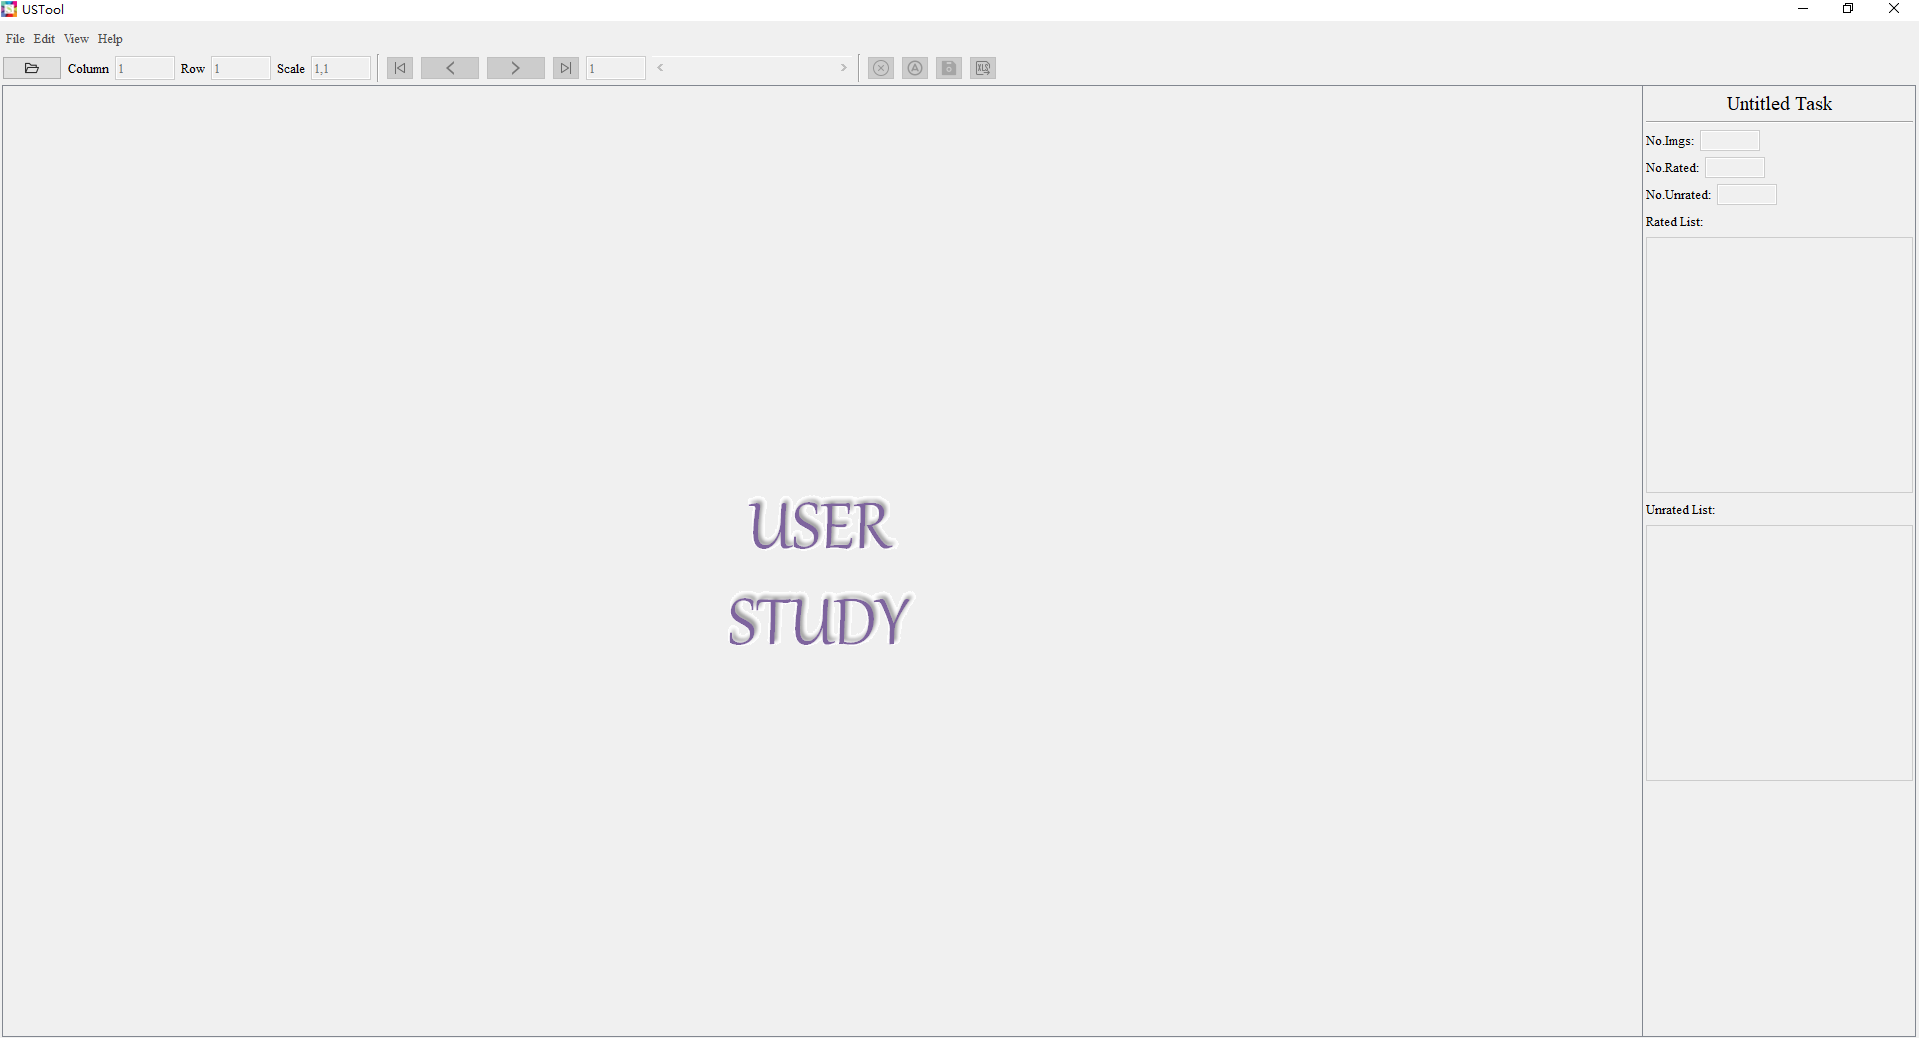 USTool
File Edit View Help
Column 1 Row 1 Scale 1,1 1 XLS
Untitled Task
No.Imgs:
No.Rated:
No.Unrated:
Rated List:
USER
STUDY
Unrated List: